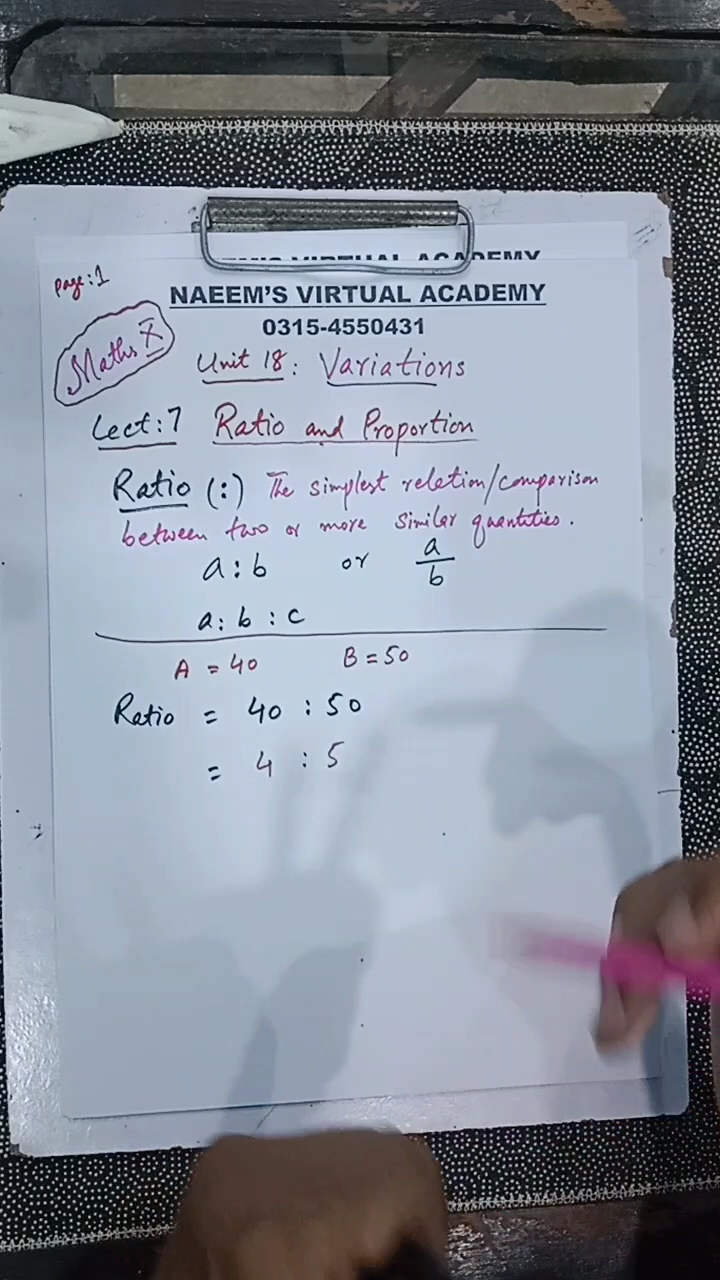 page:1
NAEEM'S VIRTUAL ACADEMY
0315-4550431
Maths X
Unit 18: Variations
Lect:7 Ratio and Proportion
Ratio (:) The simplest reletion/comparison
between two or more similar quantities.
a:b or a/b
a:b:c
A = 40 B = 50
Ratio = 40 : 50
= 4 : 5